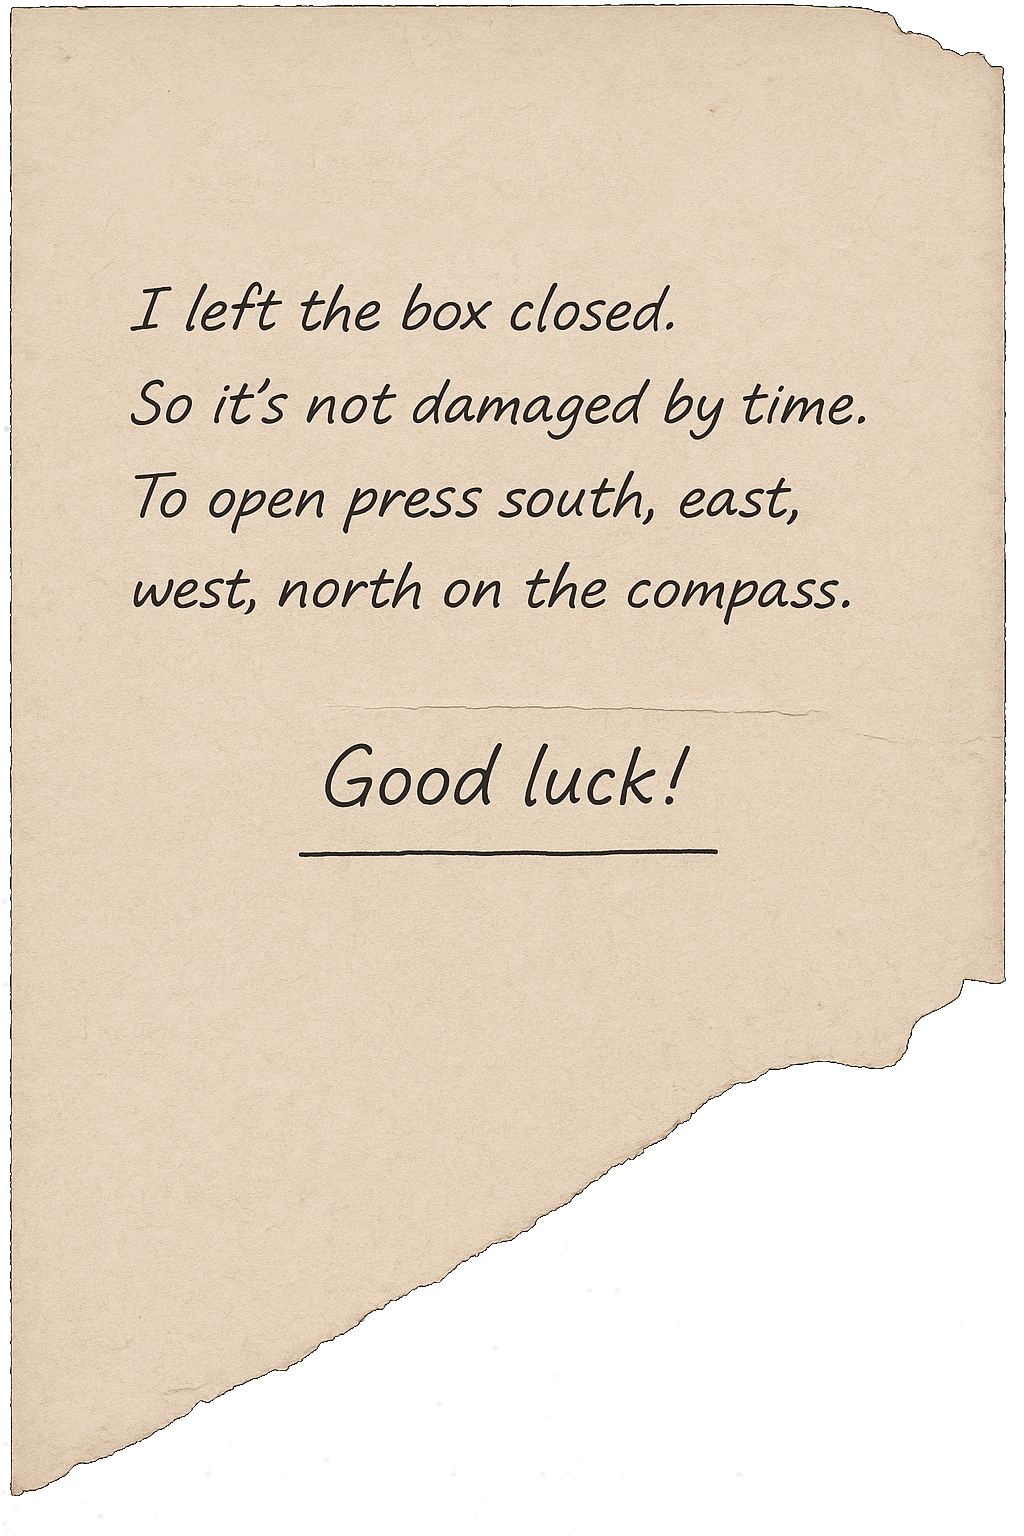 I left the box closed.
So it’s not damaged by time.
To open press south, east,
west, north on the compass.
Good luck!